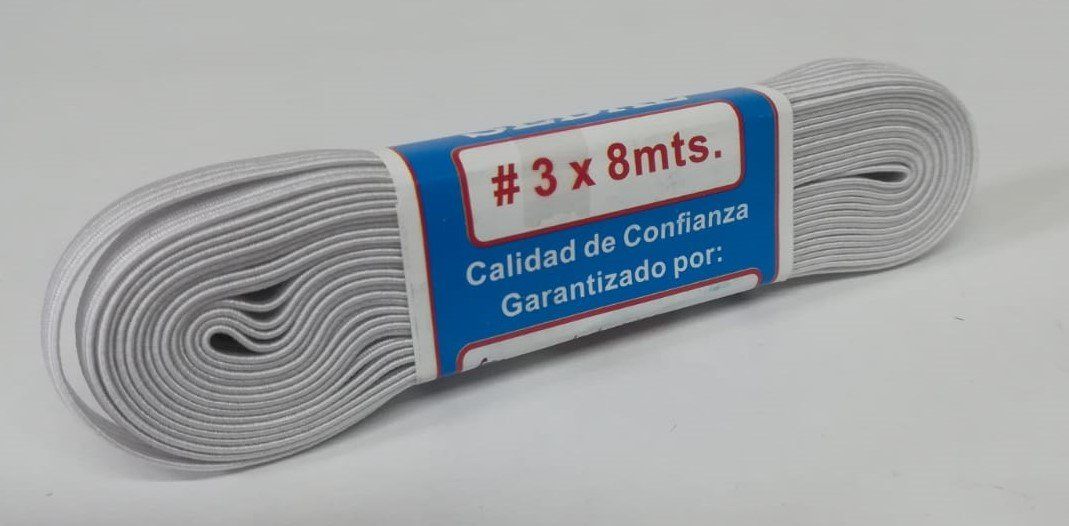 # 3 x 8mts.
Calidad de Confianza
Garantizado por: